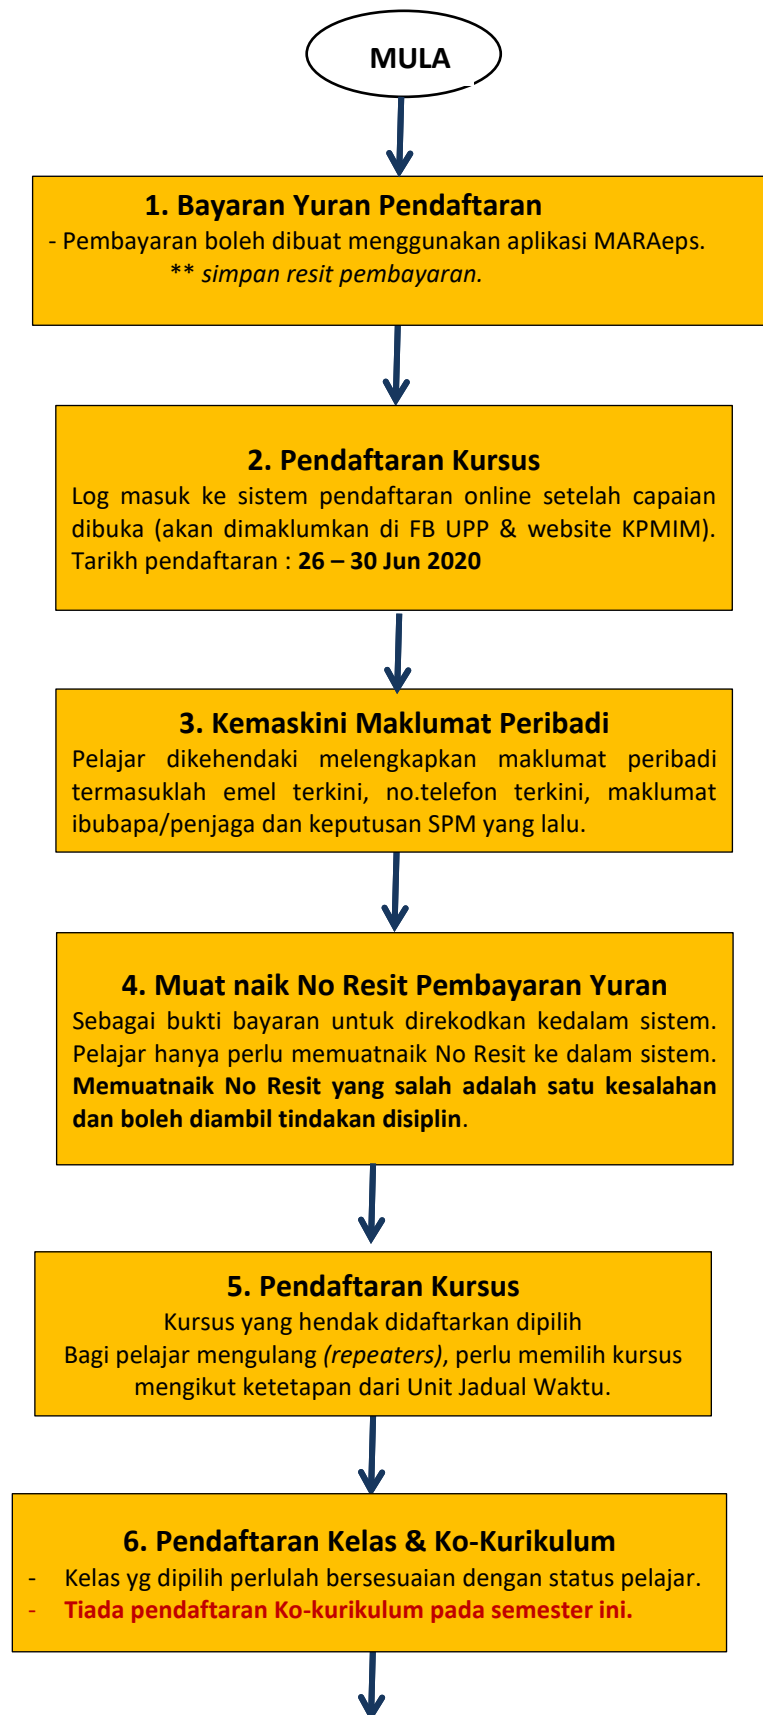 MULA
1. Bayaran Yuran Pendaftaran
- Pembayaran boleh dibuat menggunakan aplikasi MARAeps.
** simpan resit pembayaran.
2. Pendaftaran Kursus
Log masuk ke sistem pendaftaran online setelah capaian
dibuka (akan dimaklumkan di FB UPP & website KPMIM).
Tarikh pendaftaran : 26 – 30 Jun 2020
3. Kemaskini Maklumat Peribadi
Pelajar dikehendaki melengkapkan maklumat peribadi
termasuklah emel terkini, no.telefon terkini, maklumat
ibubapa/penjaga dan keputusan SPM yang lalu.
4. Muat naik No Resit Pembayaran Yuran
Sebagai bukti bayaran untuk direkodkan kedalam sistem.
Pelajar hanya perlu memuatnaik No Resit ke dalam sistem.
Memuatnaik No Resit yang salah adalah satu kesalahan
dan boleh diambil tindakan disiplin.
5. Pendaftaran Kursus
Kursus yang hendak didaftarkan dipilih
Bagi pelajar mengulang (repeaters), perlu memilih kursus
mengikut ketetapan dari Unit Jadual Waktu.
6. Pendaftaran Kelas & Ko-Kurikulum
- Kelas yg dipilih perlulah bersesuaian dengan status pelajar.
- Tiada pendaftaran Ko-kurikulum pada semester ini.